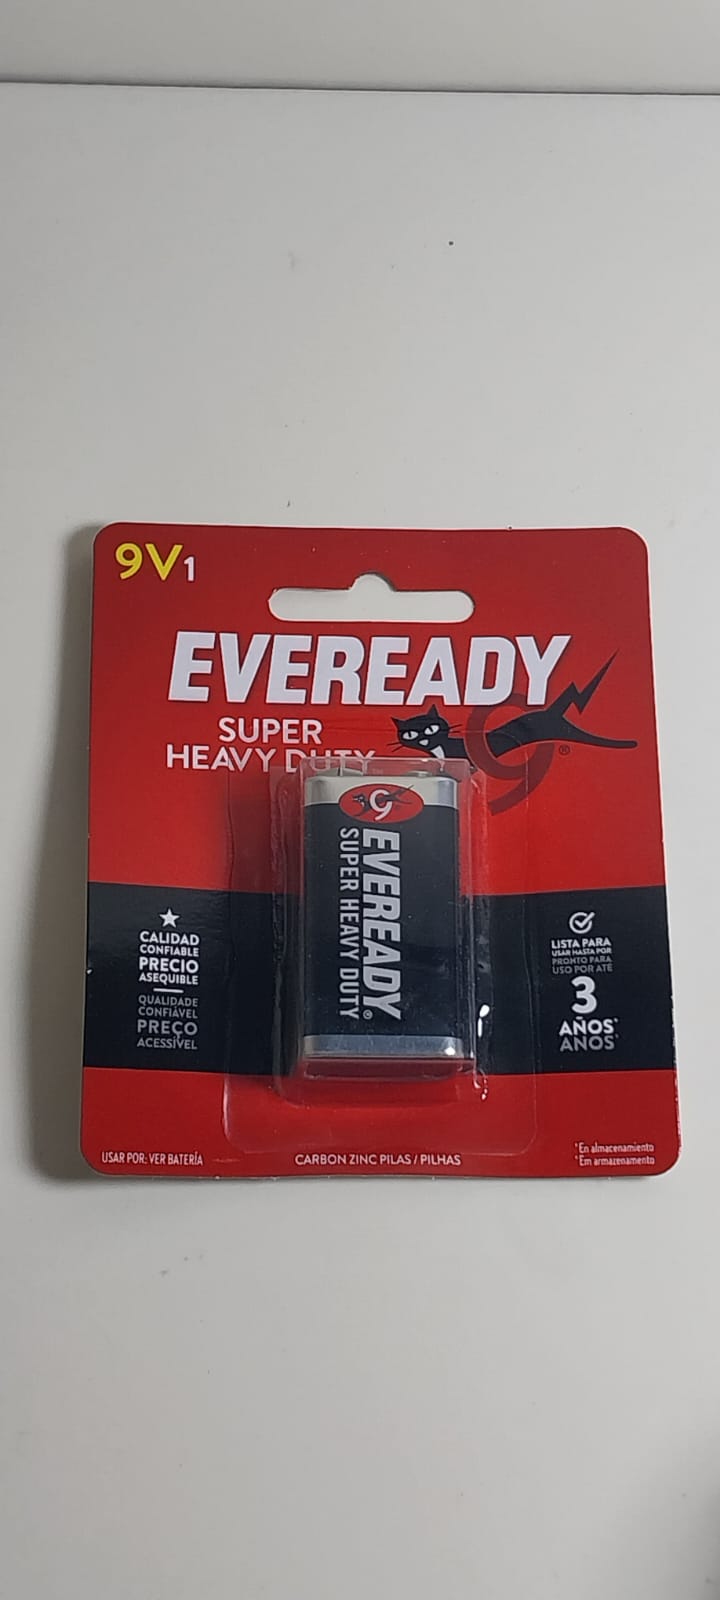 9V1
EVEREADY
SUPER
HEAVY DUTY
9
®
9
EVEREADY®
SUPER HEAVY DUTY
CALIDAD
CONFIABLE
PRECIO
ASEQUIBLE
QUALIDADE
CONFIÁVEL
PREÇO
ACESSÍVEL
LISTA PARA
USAR HASTA POR
PRONTO PARA
USO POR ATÉ
3
AÑOS*
ANOS*
USAR POR: VER BATERÍA
CARBON ZINC PILAS / PILHAS
*En almacenamiento
*Em armazenamento